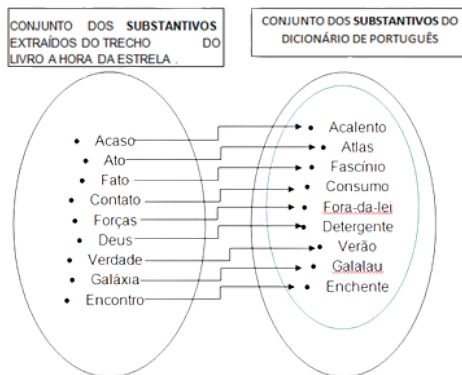 CONJUNTO DOS SUBSTANTIVOS
EXTRAÍDOS DO TRECHO DO
LIVRO A HORA DA ESTRELA .
CONJUNTO DOS SUBSTANTIVOS DO
DICIONÁRIO DE PORTUGUÊS
Acaso
Ato
Fato
Contato
Forças
Deus
Verdade
Galáxia
Encontro
Acalento
Atlas
Fascínio
Consumo
Fora-da-lei
Detergente
Verão
Galalau
Enchente